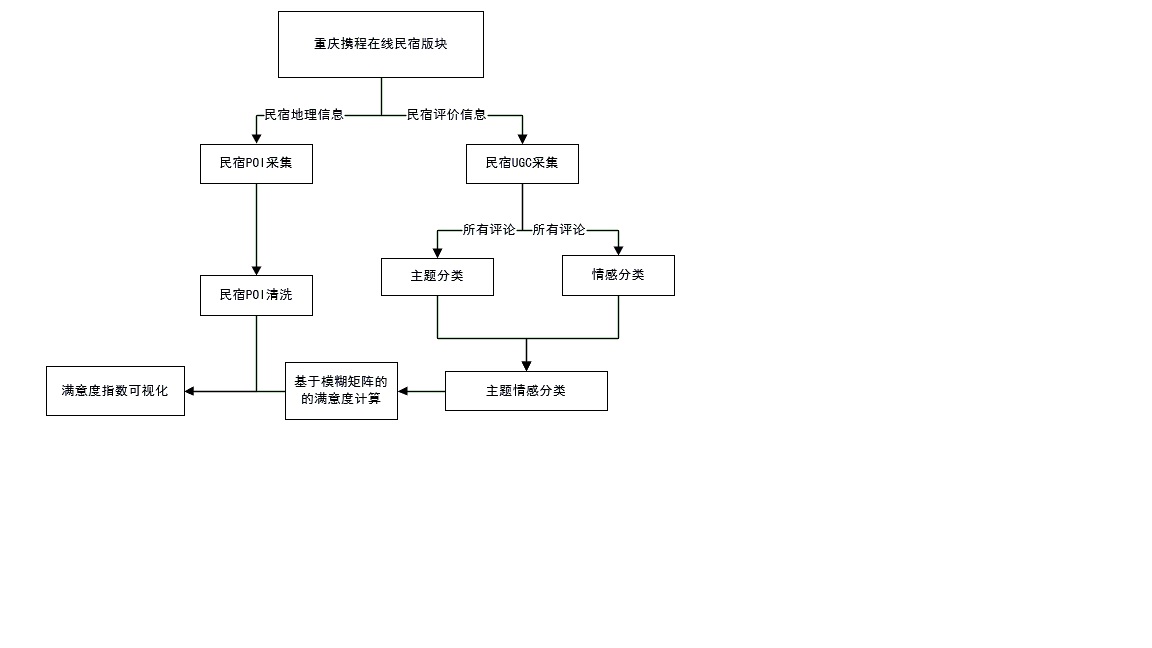 重庆携程在线民宿版块
民宿地理信息
民宿评价信息
民宿POI采集
民宿UGC采集
所有评论
所有评论
主题分类
情感分类
民宿POI清洗
满意度指数可视化
基于模糊矩阵的
的满意度计算
主题情感分类